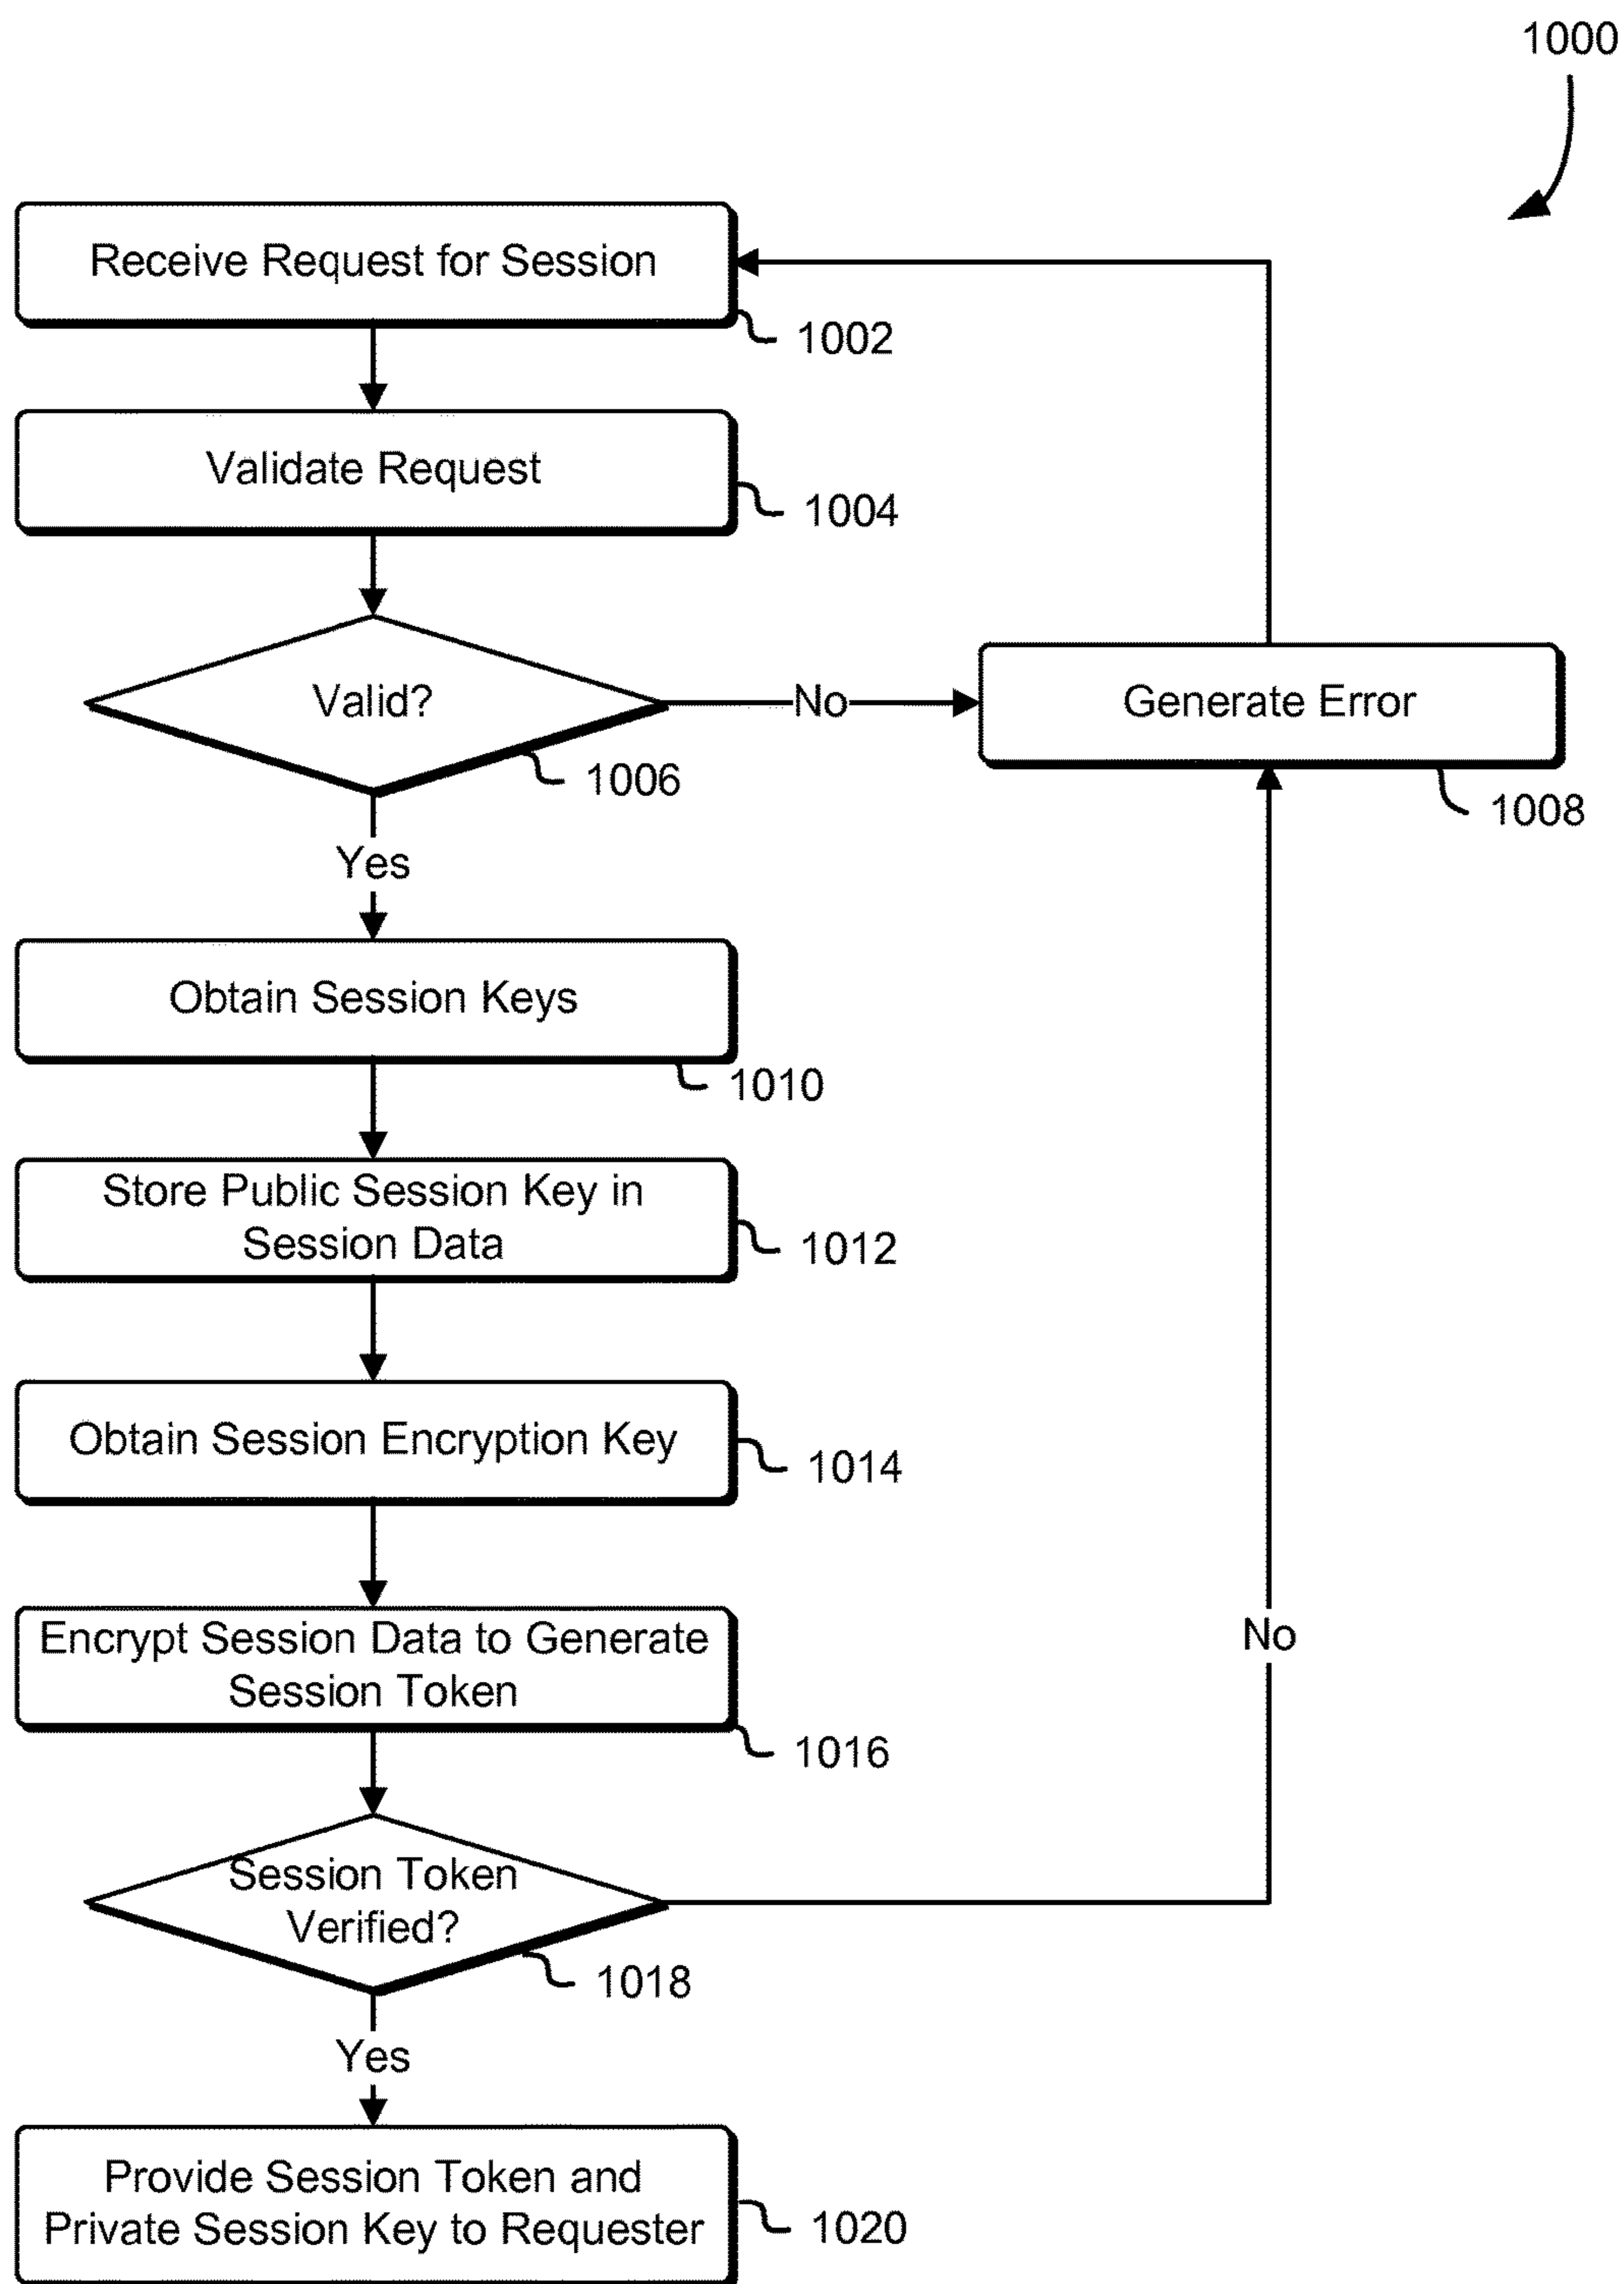 1000
Receive Request for Session
1002
Validate Request
1004
Valid?
No
Generate Error
1006
1008
Yes
Obtain Session Keys
1010
Store Public Session Key in
Session Data
1012
Obtain Session Encryption Key
1014
Encrypt Session Data to Generate
Session Token
No
1016
Session Token
Verified?
1018
Yes
Provide Session Token and
Private Session Key to Requester
1020